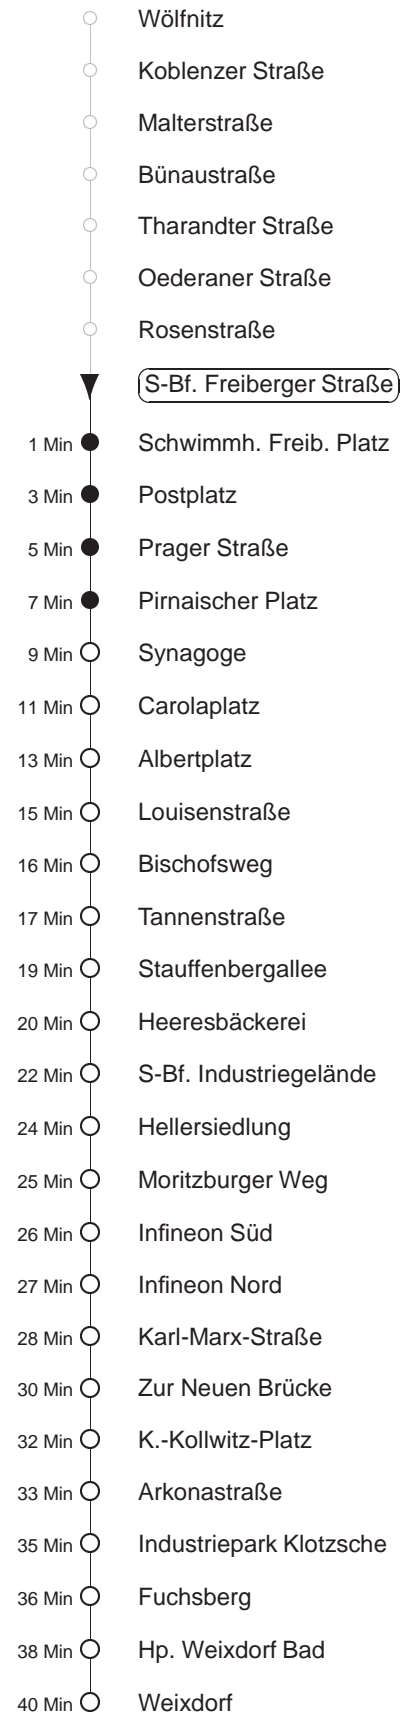 Wölfnitz
Koblenzer Straße
Malterstraße
Bünaustraße
Tharandter Straße
Oederaner Straße
Rosenstraße
S-Bf. Freiberger Straße
1 Min Schwimmh. Freib. Platz
3 Min Postplatz
5 Min Prager Straße
7 Min Pirnaischer Platz
9 Min Synagoge
11 Min Carolaplatz
13 Min Albertplatz
15 Min Louisenstraße
16 Min Bischofsweg
17 Min Tannenstraße
19 Min Stauffenbergallee
20 Min Heeresbäckerei
22 Min S-Bf. Industriegelände
24 Min Hellersiedlung
25 Min Moritzburger Weg
26 Min Infineon Süd
27 Min Infineon Nord
28 Min Karl-Marx-Straße
30 Min Zur Neuen Brücke
32 Min K.-Kollwitz-Platz
33 Min Arkonastraße
35 Min Industriepark Klotzsche
36 Min Fuchsberg
38 Min Hp. Weixdorf Bad
40 Min Weixdorf